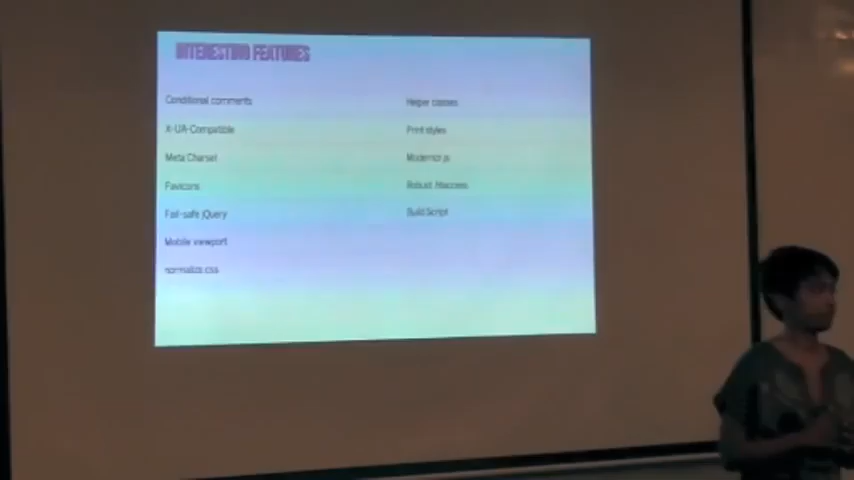 INTERESTING FEATURES
Conditional comments
X-UA-Compatible
Meta Charset
Favicons
Fail-safe jQuery
Mobile viewport
normalize.css
Helper classes
Print styles
Modernizr.js
Robust .htaccess
Build Script